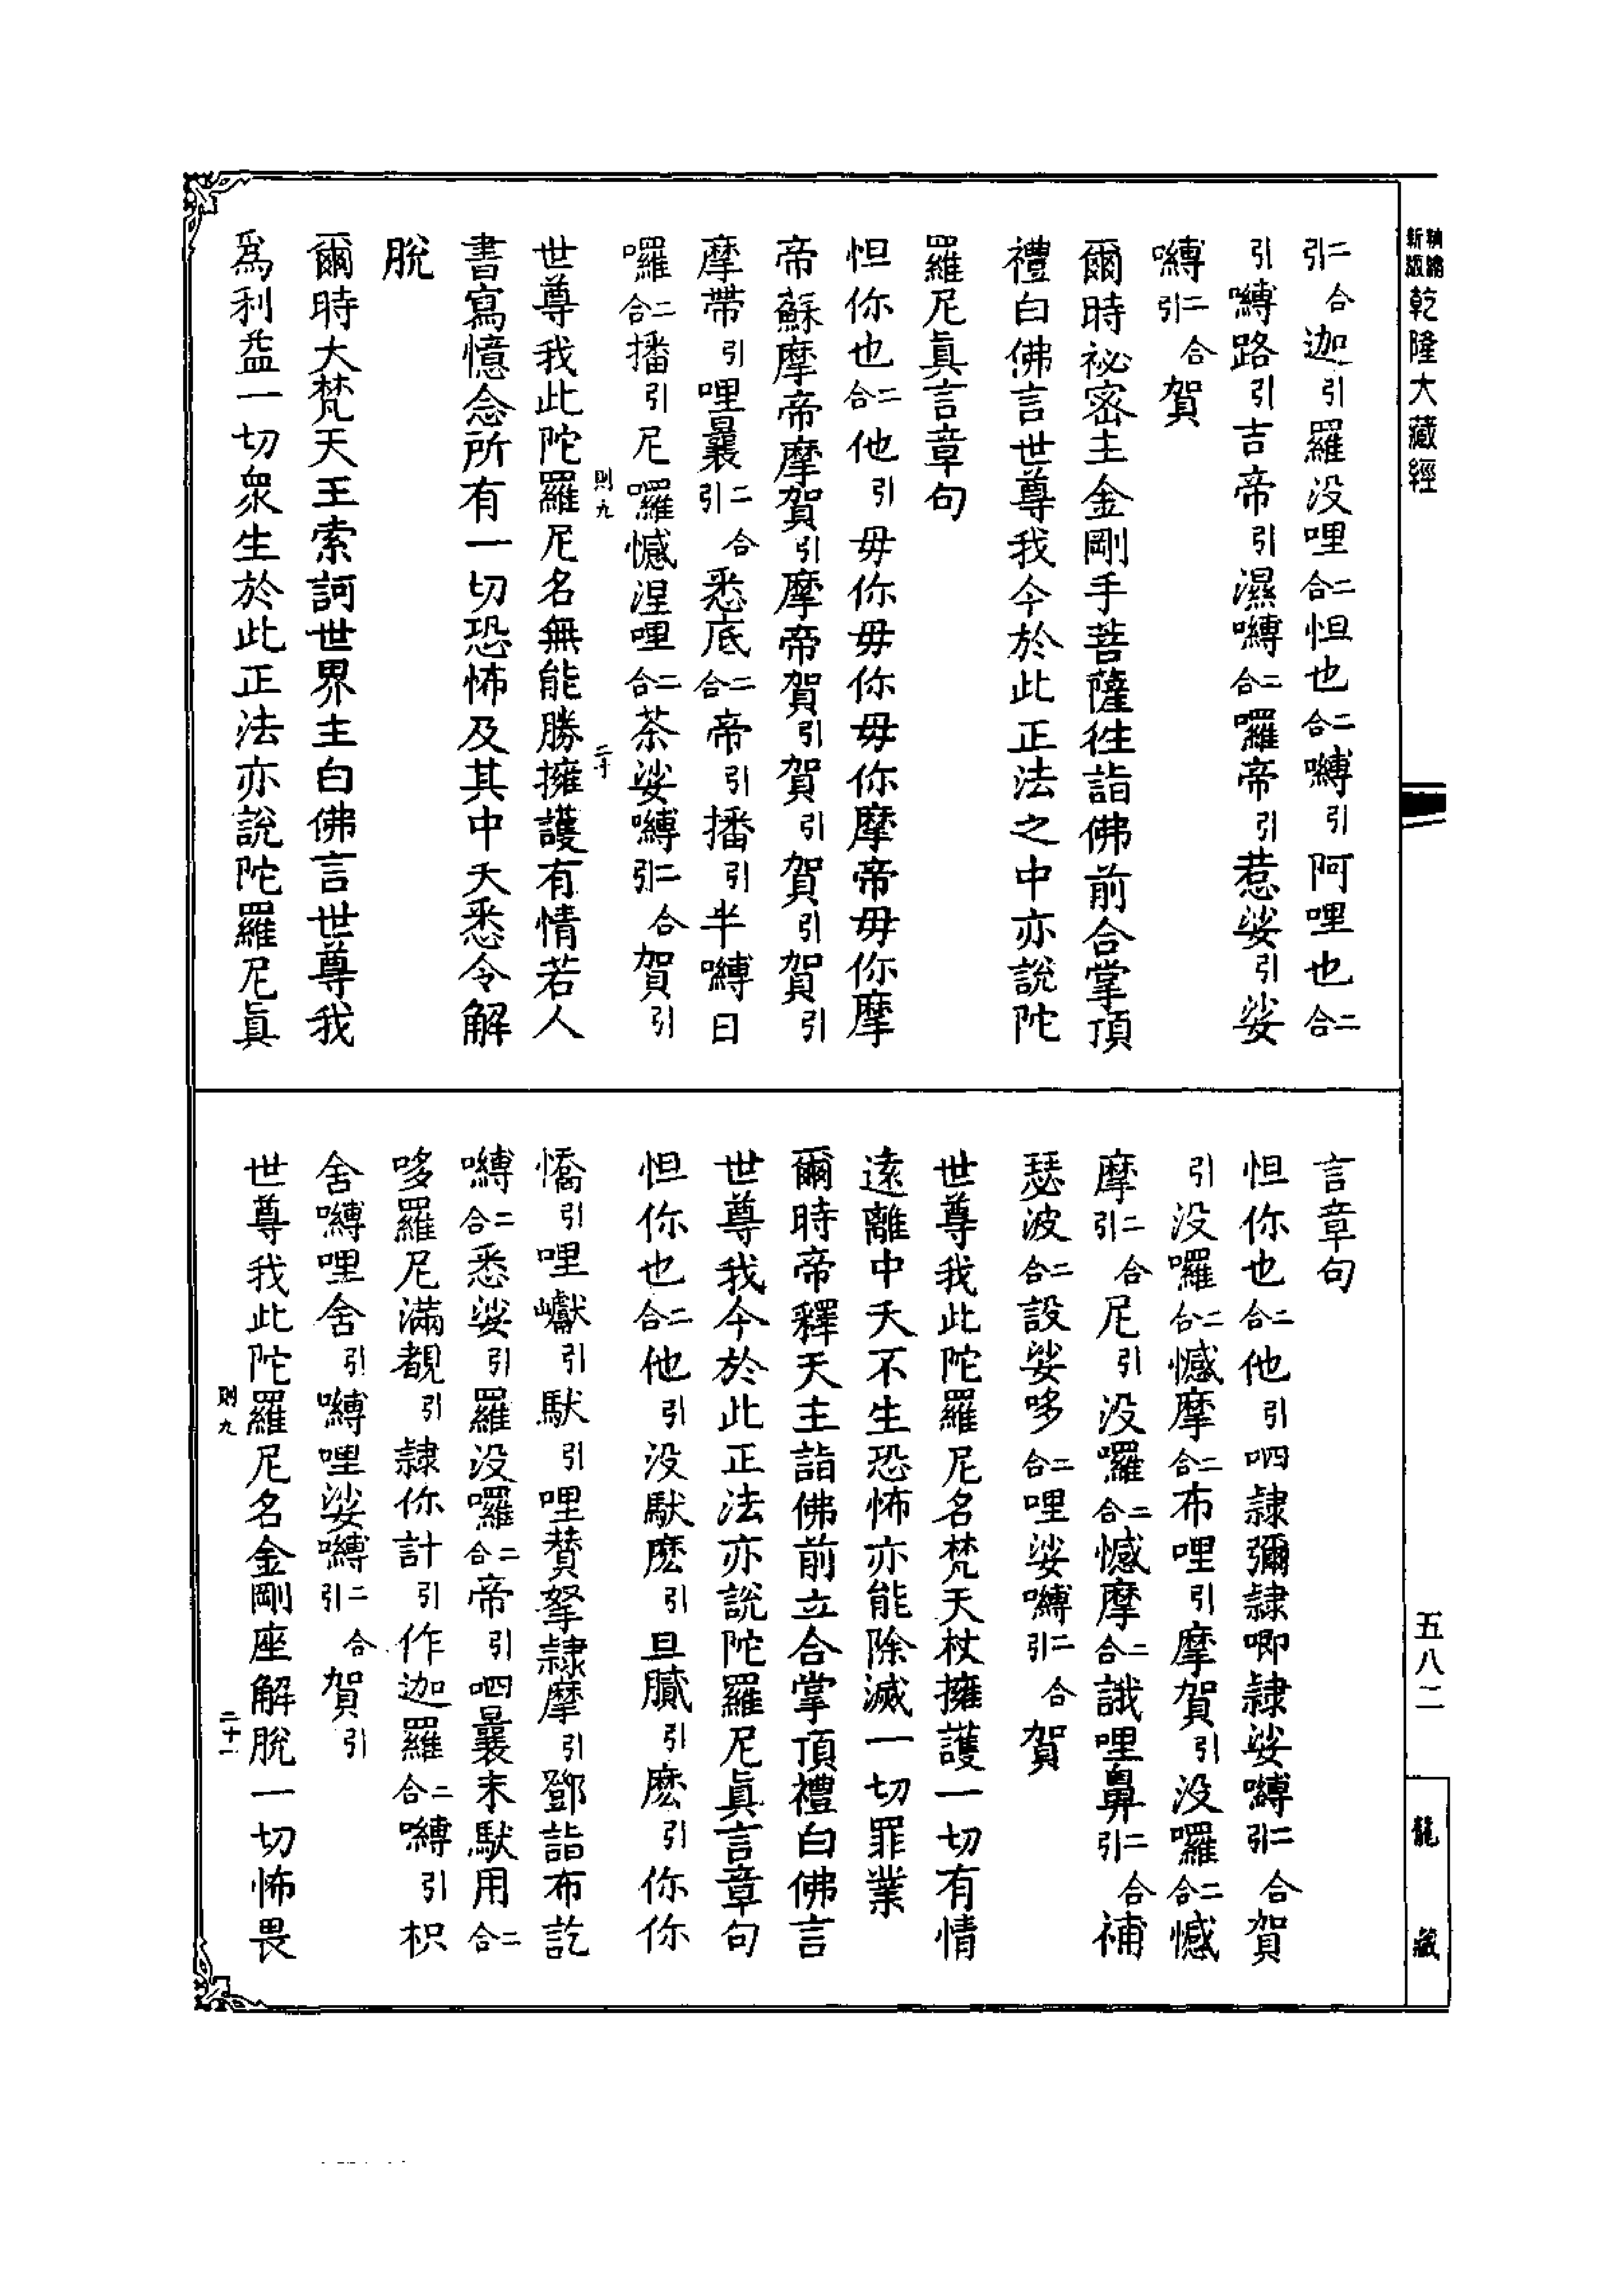 新編縮版 乾隆大藏經
二合引迦引羅没哩二合怛也二合嚩引阿哩也二合
引嚩路引吉帝引濕嚩二合囉帝引惹娑引娑
嚩二合引賀
爾時祕密主金剛手菩薩徃詣佛前合掌頂
禮白佛言世尊我今於此正法之中亦說陀
羅尼眞言章句
怛你也二合他引毋你毋你毋你摩帝毋你摩
帝蘇摩帝摩賀引摩帝賀引賀引賀引賀引
摩帶引哩曩二合引悉底二合帝引播引半嚩日
囉二合播引尼囉憾涅哩二合茶娑嚩二合引賀引
世尊我此陀羅尼名無能勝擁護有情若人
書寫憶念所有一切恐怖及其中夭悉令解
脫
爾時大梵天王索訶世界主白佛言世尊我
爲利益一切衆生於此正法亦說陀羅尼眞
則九
二十
言章句
怛你也二合他引呬隷彌隷唧隷娑嚩二合引賀
引没囉二合憾摩二合布哩引摩賀引没囉二合憾
摩二合引尼引没囉二合憾摩二合誐哩鼻二合引補
瑟波二合設娑哆二合哩娑嚩二合引賀
世尊我此陀羅尼名梵天杖擁護一切有情
遠離中夭不生恐怖亦能除滅一切罪業
爾時帝釋天主詣佛前立合掌頂禮白佛言
世尊我今於此正法亦說陀羅尼眞言章句
怛你也二合他引没馱麽引旦膩引麽引你你
憍引哩巘引馱引哩賛拏隷摩引鄧詣布訖
嚩二合悉娑引羅没囉二合帝引呬曩末馱用二合
哆羅尼滿覩引隷你計引作迦羅二合嚩引枳
舍嚩哩舍引嚩哩娑嚩二合引賀引
世尊我此陀羅尼名金剛座解脫一切怖畏
則九
二十一
五八二
龍藏